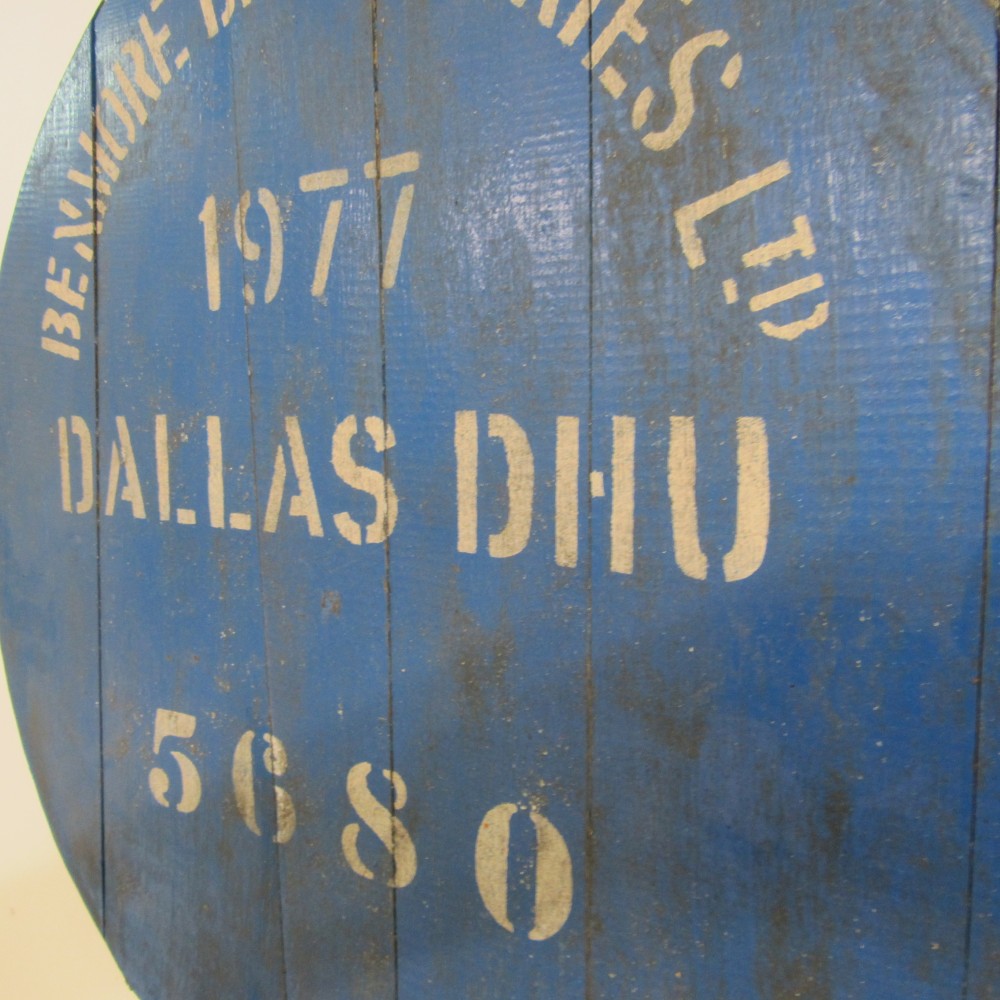 BENMORE LTD
1977
DALLAS DHU
5680